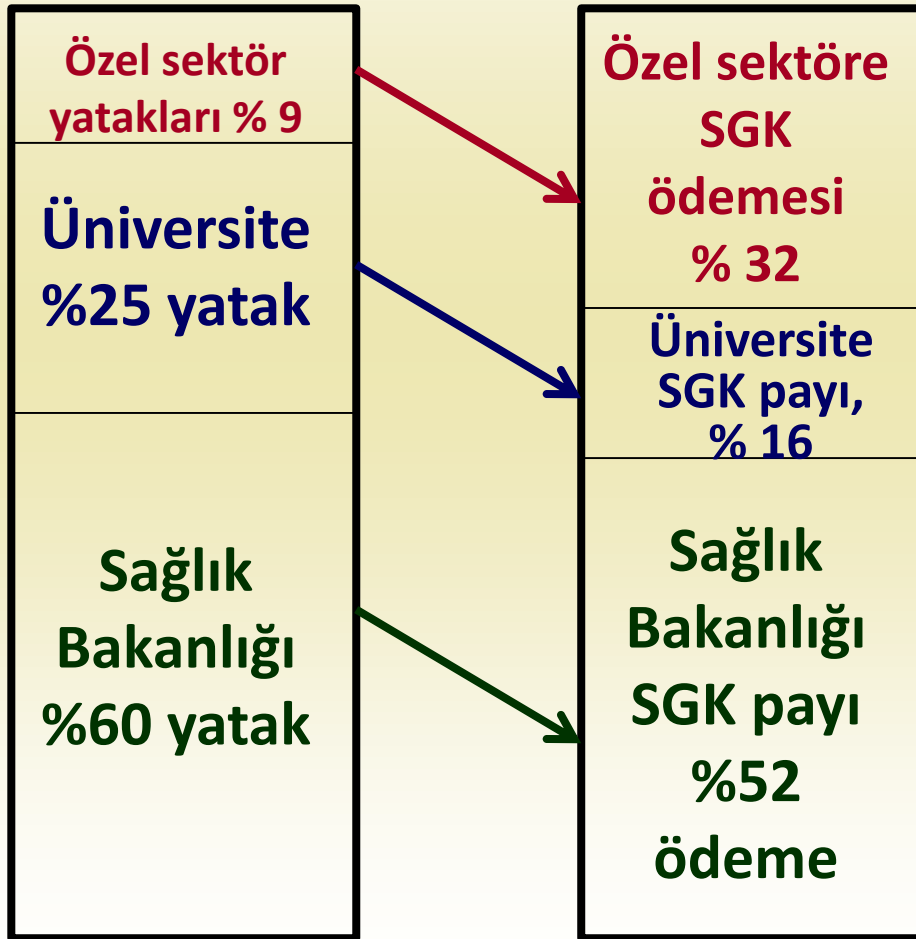 Özel sektör
yatakları % 9
Üniversite
%25 yatak
Sağlık
Bakanlığı
%60 yatak
Özel sektöre
SGK
ödemesi
% 32
Üniversite
SGK payı,
% 16
Sağlık
Bakanlığı
SGK payı
%52
ödeme